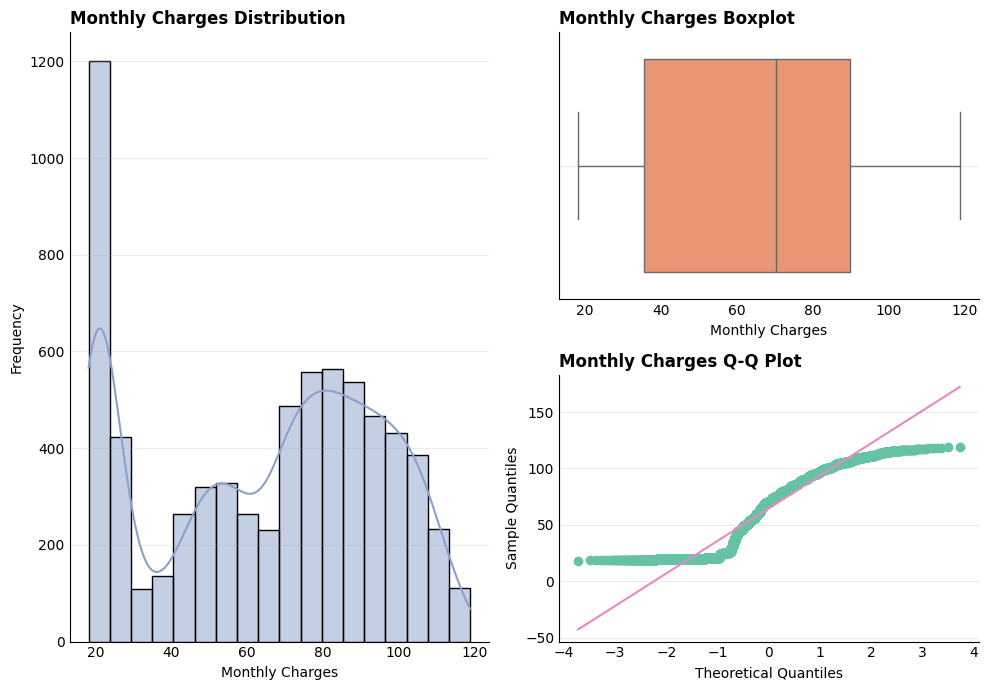 Monthly Charges Distribution
1200
1000
800
600
400
200
0
Frequency
20 40 60 80 100 120
Monthly Charges
Monthly Charges Boxplot
20 40 60 80 100 120
Monthly Charges
Monthly Charges Q-Q Plot
150
100
50
0
−50
Sample Quantiles
−4 −3 −2 −1 0 1 2 3 4
Theoretical Quantiles